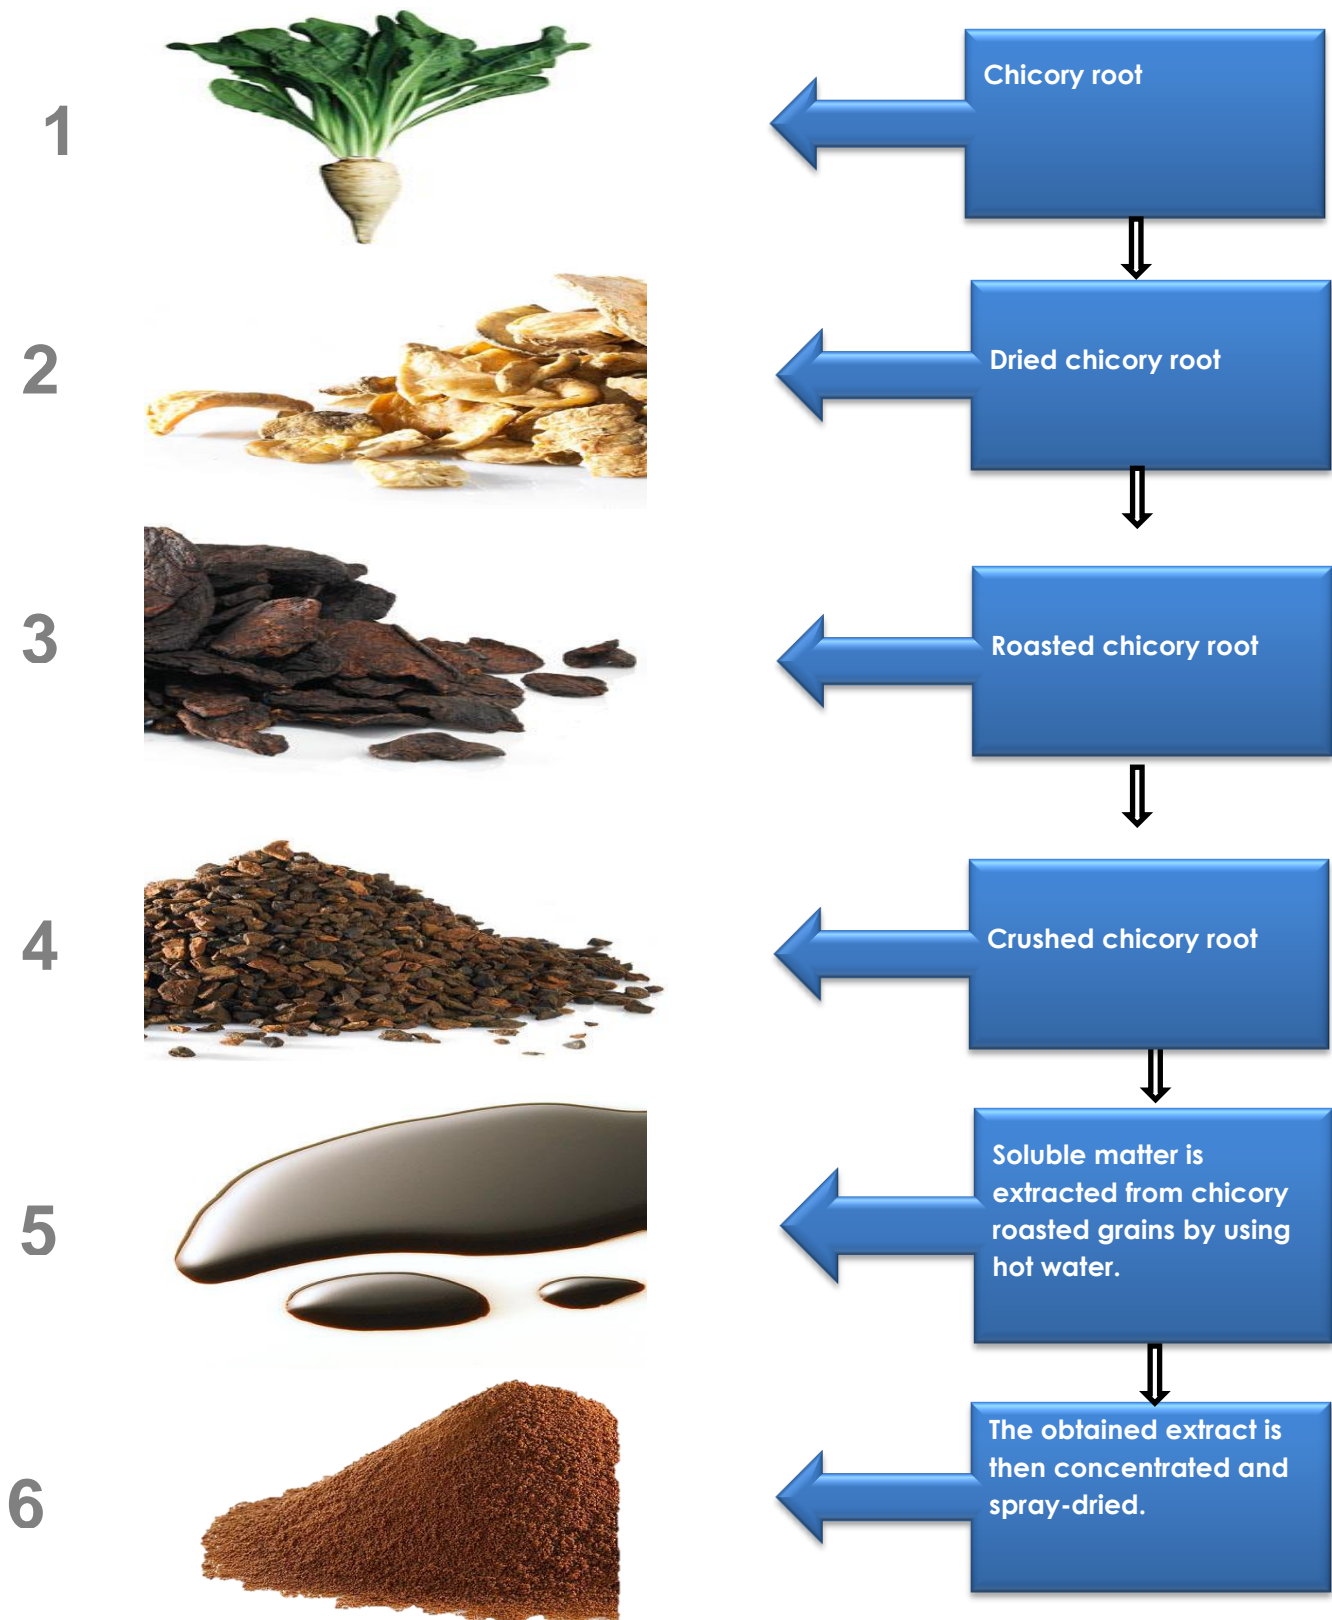 1
Chicory root
2
Dried chicory root
3
Roasted chicory root
4
Crushed chicory root
5
Soluble matter is
extracted from chicory
roasted grains by using
hot water.
6
The obtained extract is
then concentrated and
spray-dried.